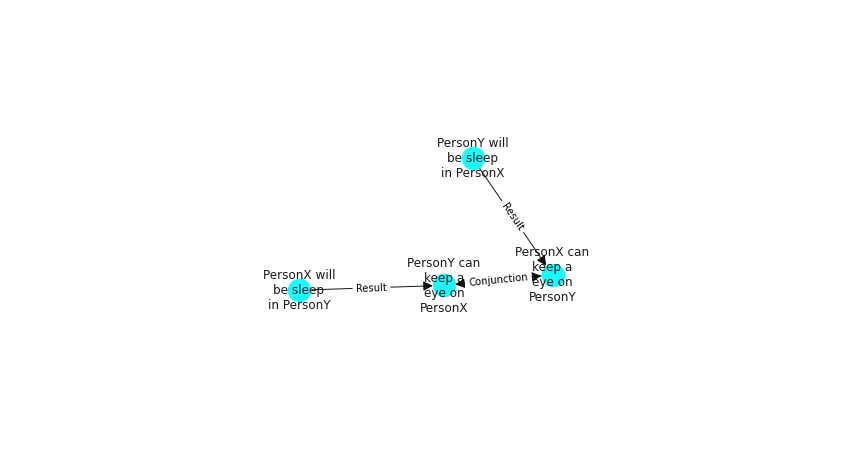 PersonY will
be sleep
in PersonX
Result
PersonX can
keep a
eye on
PersonY
Conjunction
PersonY can
keep a
eye on
PersonX
Result
PersonX will
be sleep
in PersonY